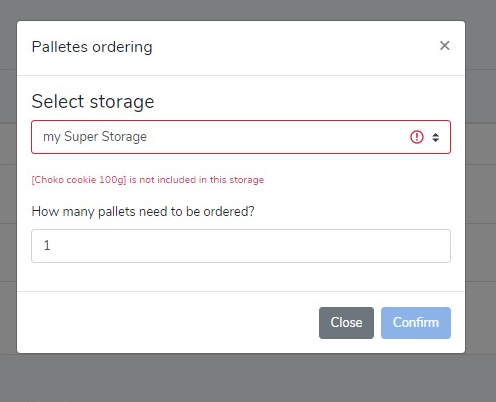 Palletes ordering ×
Select storage
my Super Storage
[Choko cookie 100g] is not included in this storage
How many pallets need to be ordered?
1
Close Confirm